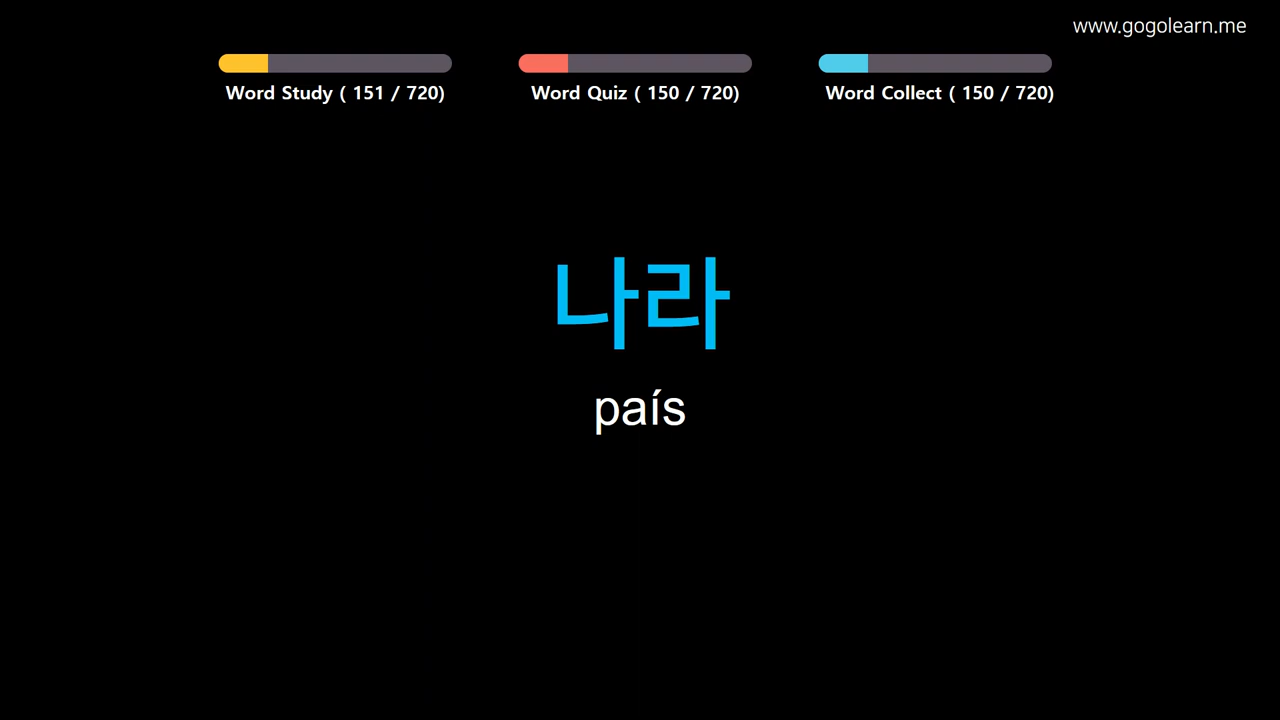 www.gogolearn.me
Word Study ( 151 / 720)
Word Quiz ( 150 / 720)
Word Collect ( 150 / 720)
나라
país